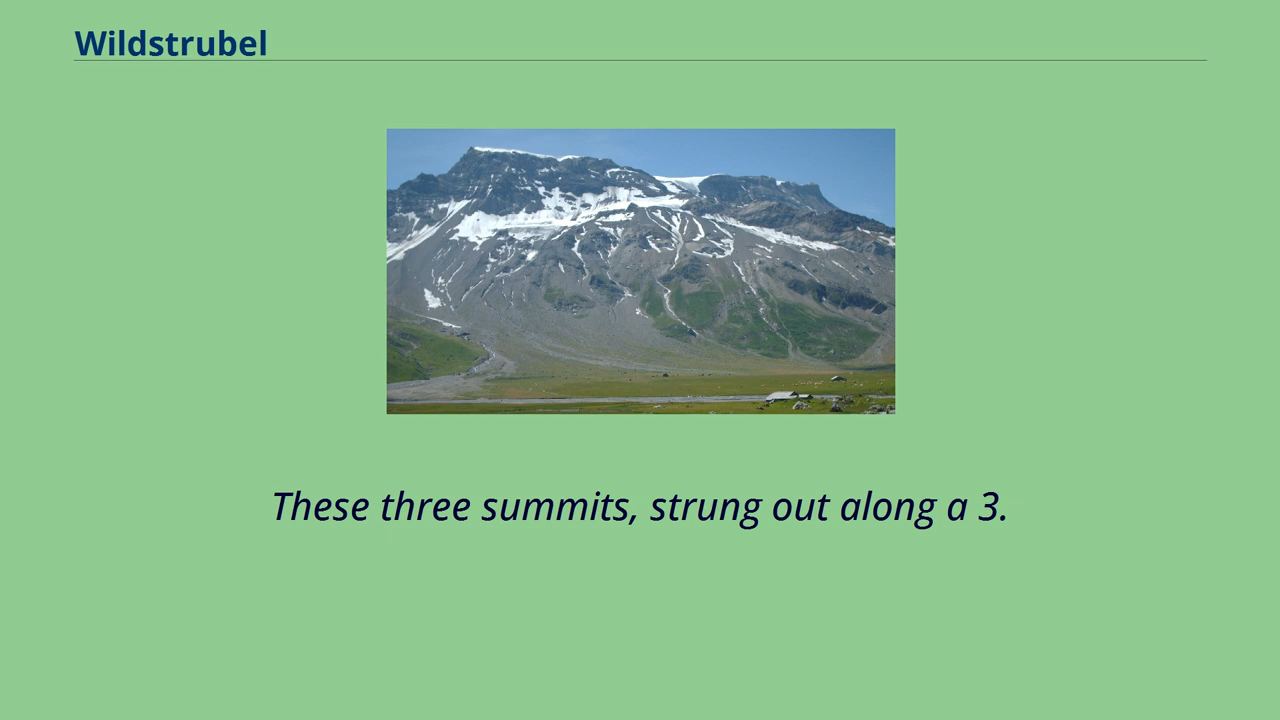 Wildstrubel
These three summits, strung out along a 3.